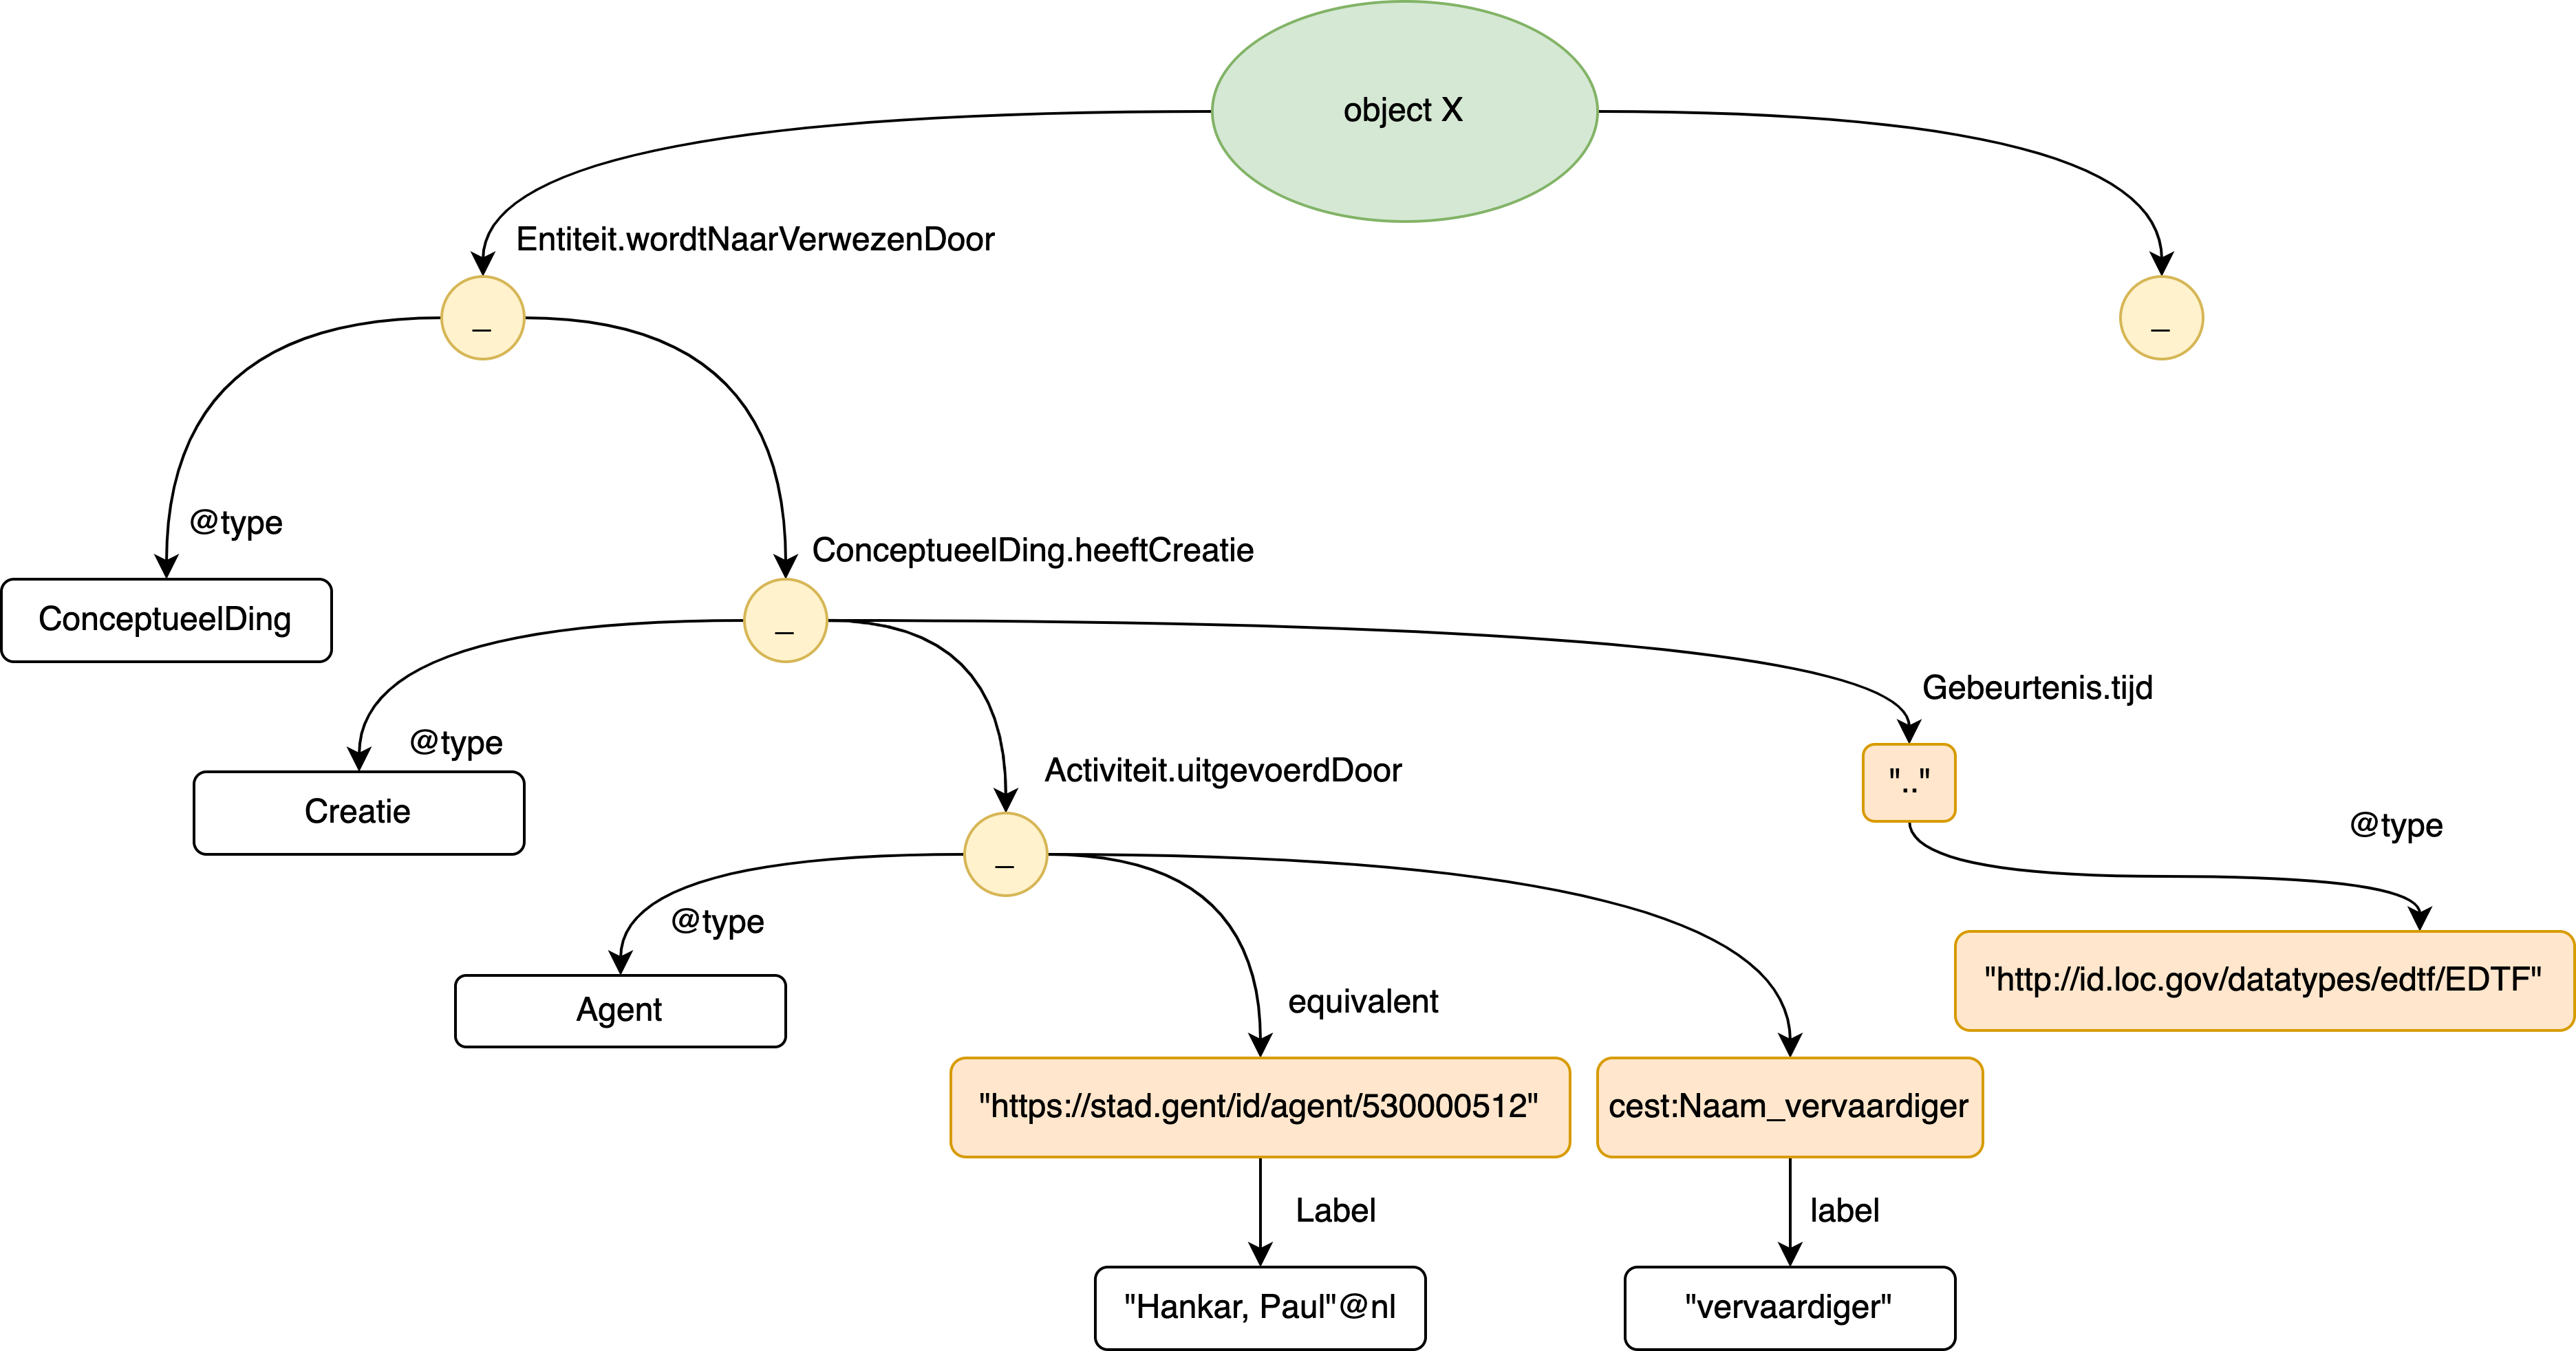 object X
Entiteit.wordtNaarVerwezenDoor
_
_
@type
ConceptueelDing.heeftCreatie
ConceptueelDing
_
Gebeurtenis.tijd
@type
Activiteit.uitgevoerdDoor
".."
Creatie
@type
_
@type
Agent
equivalent
"http://id.loc.gov/datatypes/edtf/EDTF"
"https://stad.gent/id/agent/530000512"
cest:Naam_vervaardiger
Label
label
"Hankar, Paul"@nl
"vervaardiger"